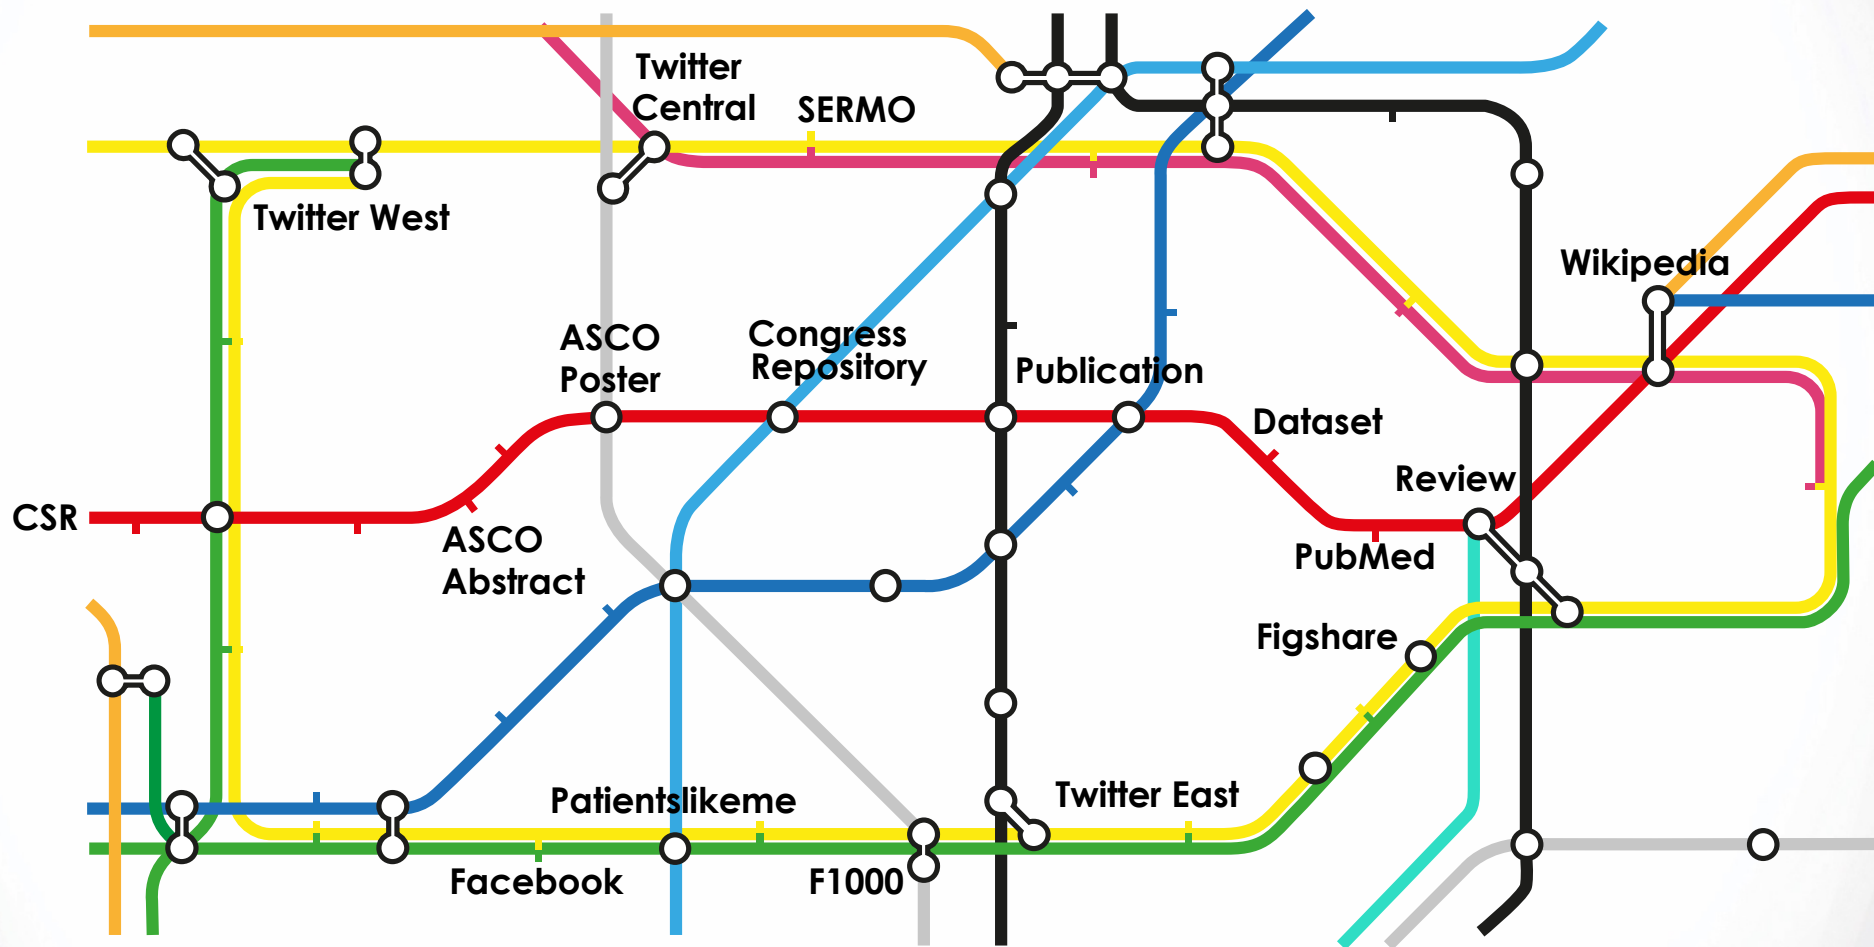 Twitter
Central
SERMO
Twitter West
Wikipedia
ASCO
Poster
Congress
Repository
Publication
Dataset
Review
CSR
ASCO
Abstract
PubMed
Figshare
Patientslikeme
Twitter East
Facebook
F1000